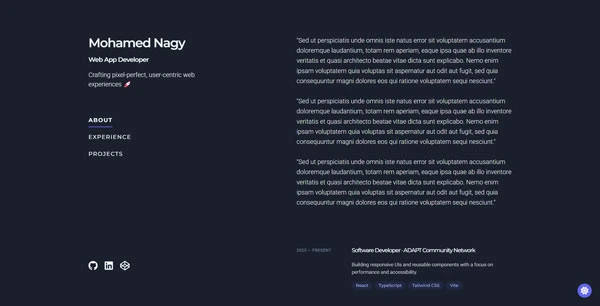 Mohamed Nagy
Web App Developer
Crafting pixel-perfect, user-centric web
experiences 🚀
ABOUT
EXPERIENCE
PROJECTS
"Sed ut perspiciatis unde omnis iste natus error sit voluptatem accusantium
doloremque laudantium, totam rem aperiam, eaque ipsa quae ab illo inventore
veritatis et quasi architecto beatae vitae dicta sunt explicabo. Nemo enim
ipsam voluptatem quia voluptas sit aspernatur aut odit aut fugit, sed quia
consequuntur magni dolores eos qui ratione voluptatem sequi nesciunt."
"Sed ut perspiciatis unde omnis iste natus error sit voluptatem accusantium
doloremque laudantium, totam rem aperiam, eaque ipsa quae ab illo inventore
veritatis et quasi architecto beatae vitae dicta sunt explicabo. Nemo enim
ipsam voluptatem quia voluptas sit aspernatur aut odit aut fugit, sed quia
consequuntur magni dolores eos qui ratione voluptatem sequi nesciunt."
"Sed ut perspiciatis unde omnis iste natus error sit voluptatem accusantium
doloremque laudantium, totam rem aperiam, eaque ipsa quae ab illo inventore
veritatis et quasi architecto beatae vitae dicta sunt explicabo. Nemo enim
ipsam voluptatem quia voluptas sit aspernatur aut odit aut fugit, sed quia
consequuntur magni dolores eos qui ratione voluptatem sequi nesciunt."
2023 — PRESENT
Software Developer · ADAPT Community Network
Building responsive UIs and reusable components with a focus on
performance and accessibility.
React TypeScript Tailwind CSS Vite